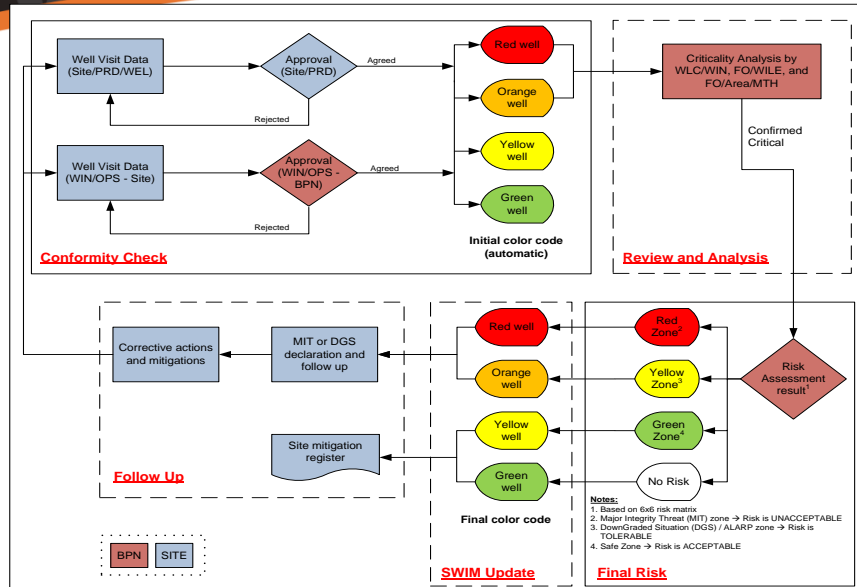 Well Visit Data
(Site/PRD/WEL)
Approval
(Site/PRD)
Agreed
Rejected
Well Visit Data
(WIN/OPS - Site)
Approval
(WIN/OPS -
BPN)
Agreed
Rejected
Red well
Orange
well
Yellow
well
Green
well
Initial color code
(automatic)
Conformity Check
Criticality Analysis by
WLC/WIN, FO/WILE, and
FO/Area/MTH
Confirmed
Critical
Review and Analysis
Corrective actions
and mitigations
MIT or DGS
declaration and
follow up
Site mitigation
register
Follow Up
Red well
Orange
well
Yellow
well
Green
well
Final color code
SWIM Update
Red
Zone2
Yellow
Zone3
Green
Zone4
No Risk
Risk
Assessment
result1
Notes:
1. Based on 6x6 risk matrix
2. Major Integrity Threat (MIT) zone → Risk is UNACCEPTABLE
3. DownGraded Situation (DGS) / ALARP zone → Risk is
TOLERABLE
4. Safe Zone → Risk is ACCEPTABLE
Final Risk
BPN
SITE